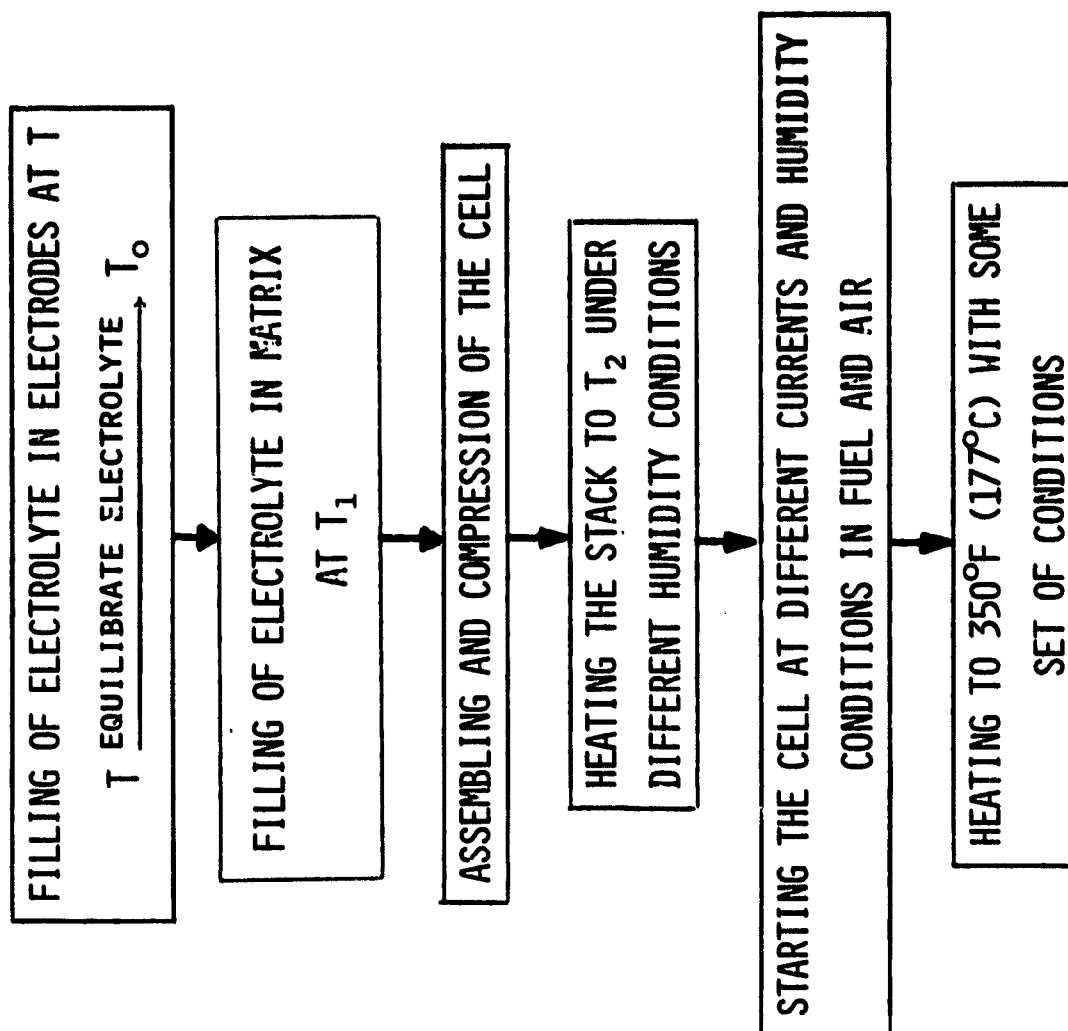 FILLING OF ELECTROLYTE IN ELECTRODES AT T
T EQUILIBRATE ELECTROLYTE T₀
FILLING OF ELECTROLYTE IN MATRIX
AT T₁
ASSEMBLING AND COMPRESSION OF THE CELL
HEATING THE STACK TO T₂ UNDER
DIFFERENT HUMIDITY CONDITIONS
STARTING THE CELL AT DIFFERENT CURRENTS AND HUMIDITY
CONDITIONS IN FUEL AND AIR
HEATING TO 350°F (177°C) WITH SOME
SET OF CONDITIONS